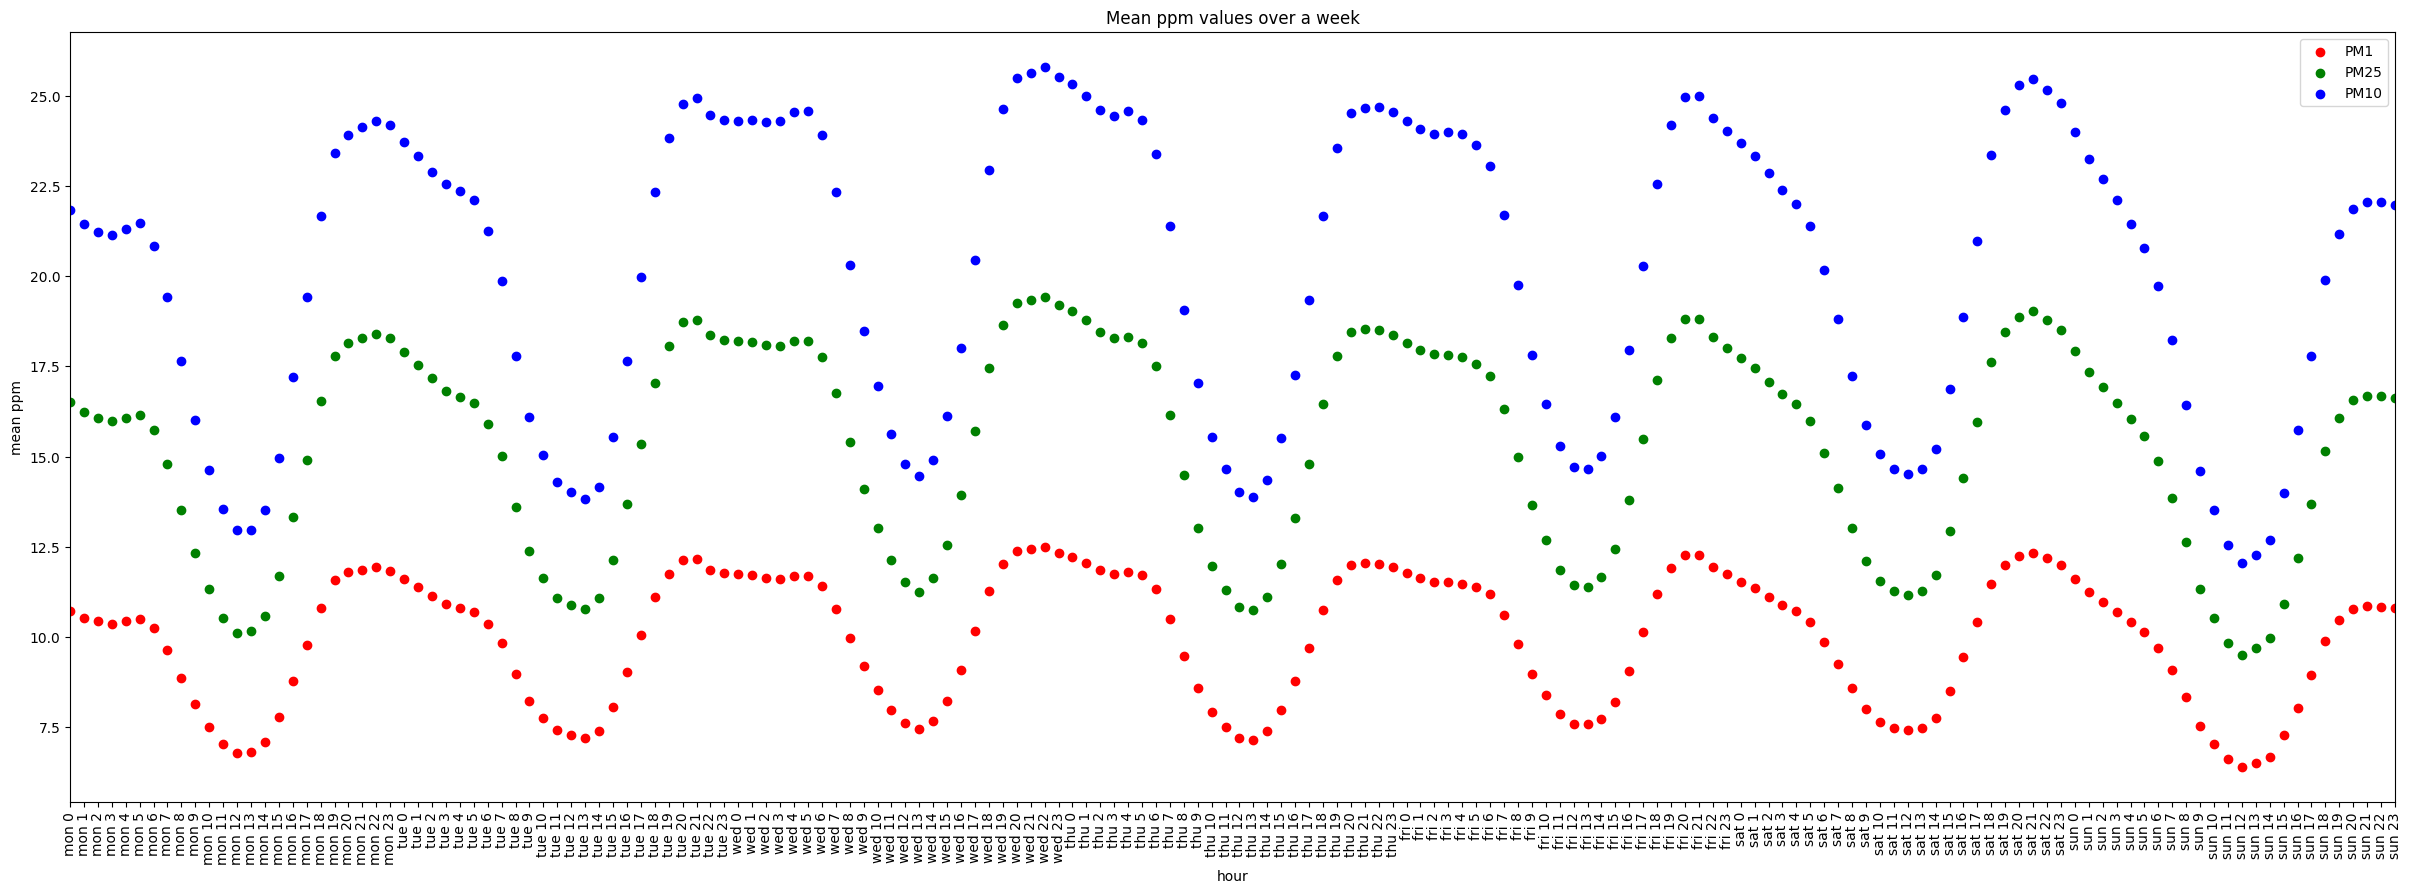 Mean ppm values over a week
PM1
PM25
PM10
mean ppm
25.0
22.5
20.0
17.5
15.0
12.5
10.0
7.5
mon 0
mon 1
mon 2
mon 3
mon 4
mon 5
mon 6
mon 7
mon 8
mon 9
mon 10
mon 11
mon 12
mon 13
mon 14
mon 15
mon 16
mon 17
mon 18
mon 19
mon 20
mon 21
mon 22
mon 23
tue 0
tue 1
tue 2
tue 3
tue 4
tue 5
tue 6
tue 7
tue 8
tue 9
tue 10
tue 11
tue 12
tue 13
tue 14
tue 15
tue 16
tue 17
tue 18
tue 19
tue 20
tue 21
tue 22
tue 23
wed 0
wed 1
wed 2
wed 3
wed 4
wed 5
wed 6
wed 7
wed 8
wed 9
wed 10
wed 11
wed 12
wed 13
wed 14
wed 15
wed 16
wed 17
wed 18
wed 19
wed 20
wed 21
wed 22
wed 23
thu 0
thu 1
thu 2
thu 3
thu 4
thu 5
thu 6
thu 7
thu 8
thu 9
thu 10
thu 11
thu 12
thu 13
thu 14
thu 15
thu 16
thu 17
thu 18
thu 19
thu 20
thu 21
thu 22
thu 23
fri 0
fri 1
fri 2
fri 3
fri 4
fri 5
fri 6
fri 7
fri 8
fri 9
fri 10
fri 11
fri 12
fri 13
fri 14
fri 15
fri 16
fri 17
fri 18
fri 19
fri 20
fri 21
fri 22
fri 23
sat 0
sat 1
sat 2
sat 3
sat 4
sat 5
sat 6
sat 7
sat 8
sat 9
sat 10
sat 11
sat 12
sat 13
sat 14
sat 15
sat 16
sat 17
sat 18
sat 19
sat 20
sat 21
sat 22
sat 23
sun 0
sun 1
sun 2
sun 3
sun 4
sun 5
sun 6
sun 7
sun 8
sun 9
sun 10
sun 11
sun 12
sun 13
sun 14
sun 15
sun 16
sun 17
sun 18
sun 19
sun 20
sun 21
sun 22
sun 23
hour